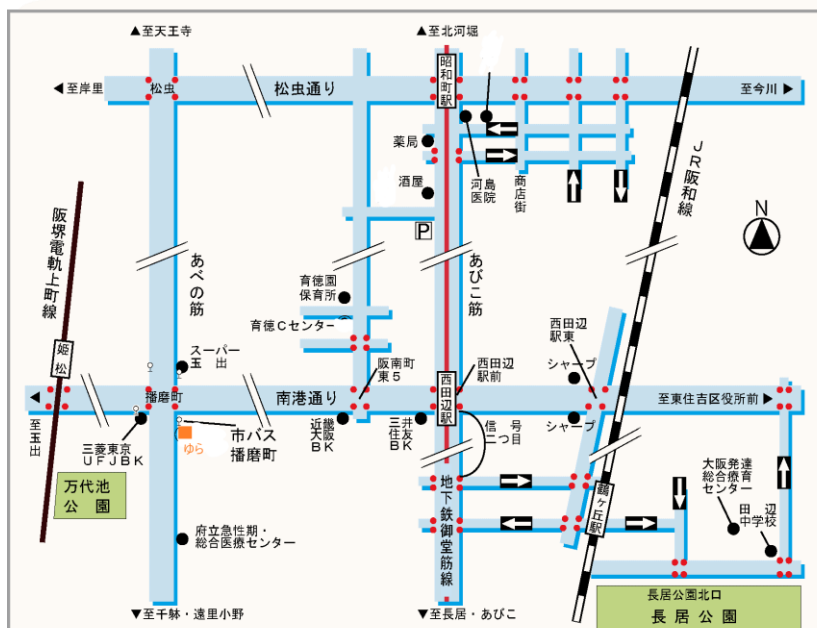 ▲至天王寺
▲至北河堀
◀至岸里
松虫
松虫通り
昭和町駅
至今川▶
薬局
河島
医院
商店街
酒屋
P
JR阪和線
N
阪堺電軌上町線
あべの筋
あびこ筋
育徳園
保育所
育徳Cセンター
姫松
スーパー
玉出
阪南町
東5
西田辺
駅前
シャープ
西田辺駅東
◀
至玉出
播磨町
南港通り
西田辺駅
至東住吉区役所前▶
三菱東京
UFJBK
市バス
播磨町
ゆら
近畿
大阪
BK
三井
住友
BK
信号
二つ目
シャープ
万代池
公園
地下鉄御堂筋線
鶴ヶ丘駅
大阪発達
総合療育
センター
田辺
中学校
府立急性期・
総合医療センター
長居公園北口
長居公園
▼至千躰・遠里小野
▼至長居・あびこ